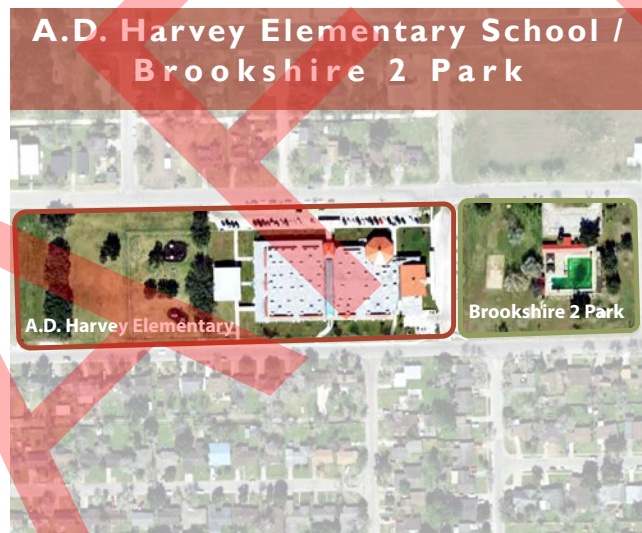 A.D. Harvey Elementary School /
Brookshire 2 Park
A.D. Harvey Elementary
Brookshire 2 Park